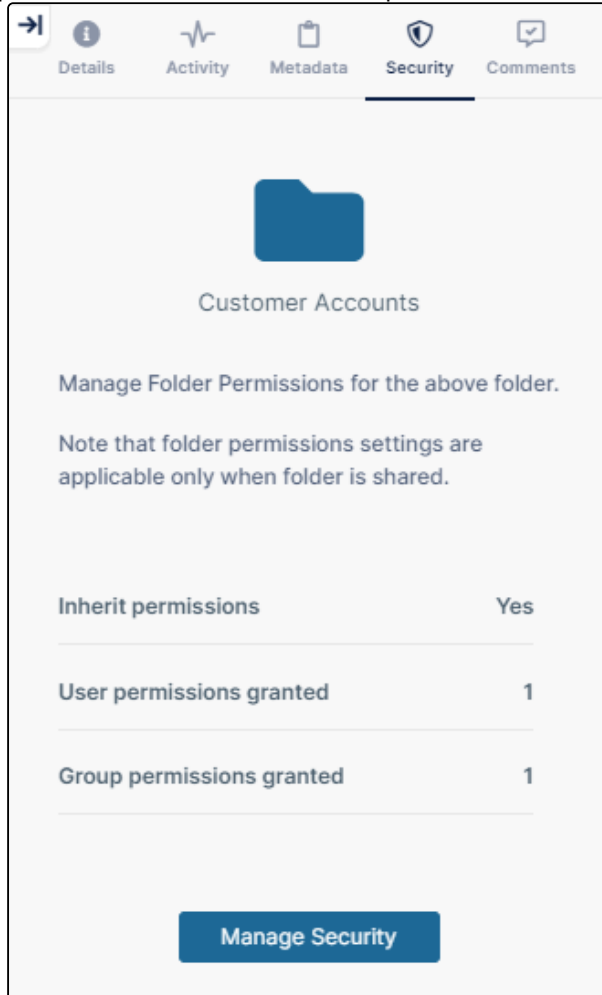 Details Activity Metadata Security Comments
Customer Accounts
Manage Folder Permissions for the above folder.
Note that folder permissions settings are
applicable only when folder is shared.
Inherit permissions Yes
User permissions granted 1
Group permissions granted 1
Manage Security